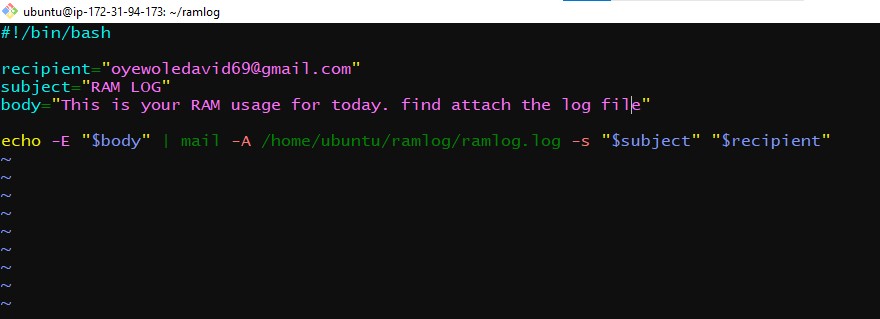 ubuntu@ip-172-31-94-173: ~/ramlog
#!/bin/bash
recipient="oyewoledavid69@gmail.com"
subject="RAM LOG"
body="This is your RAM usage for today. find attach the log file"
echo -E "$body" | mail -A /home/ubuntu/ramlog/ramlog.log -s "$subject" "$recipient"
~
~
~
~
~
~
~
~
~